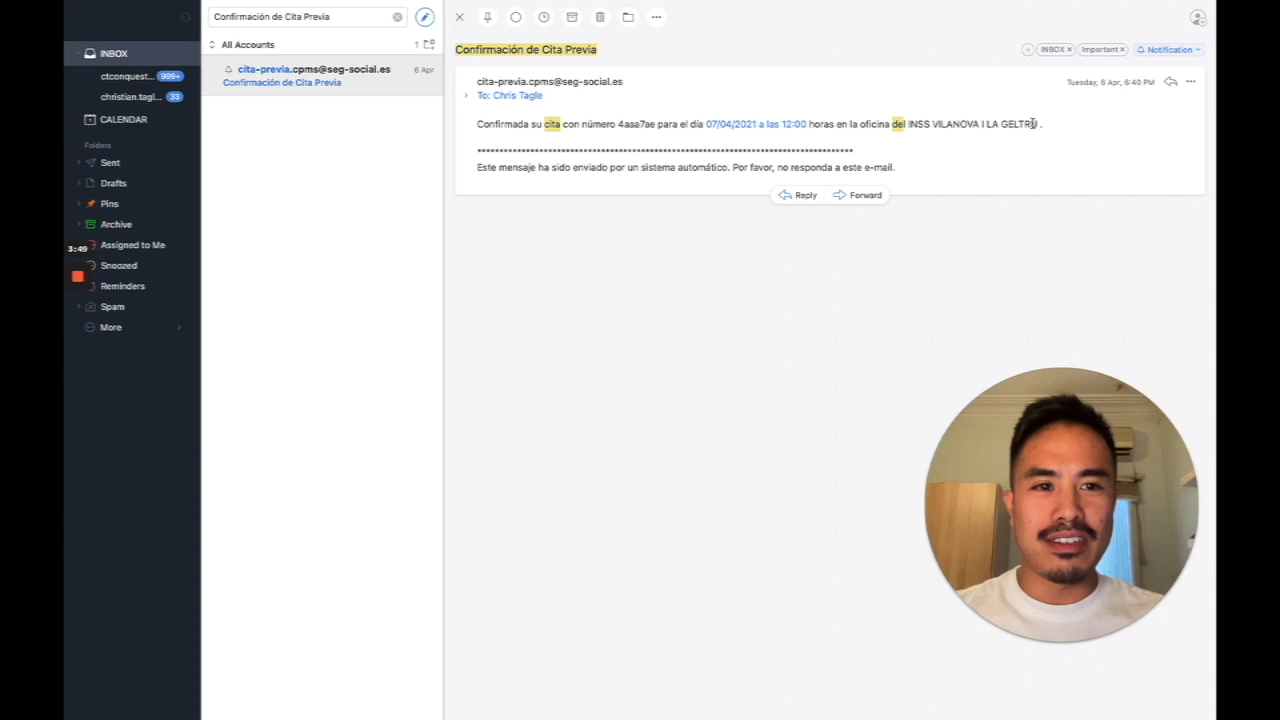 Confirmación de Cita Previa
All Accounts
1
cita-previa.cpms@seg-social.es
6 Apr
Confirmación de Cita Previa
INBOX
ctconquest...
999+
christian.tagl...
33
CALENDAR
Folders
Sent
Drafts
Pins
Archive
3:49
Assigned to Me
Snoozed
Reminders
Spam
More
Confirmación de Cita Previa
INBOX ×
Important ×
Notification
cita-previa.cpms@seg-social.es
Tuesday, 6 Apr, 6:40 PM
To: Chris Tagle
Confirmada su cita con número 4aaa7ae para el día 07/04/2021 a las 12:00 horas en la oficina del INSS VILANOVA I LA GELTRU .
************************************************************************************
Este mensaje ha sido enviado por un sistema automático. Por favor, no responda a este e-mail.
Reply
Forward